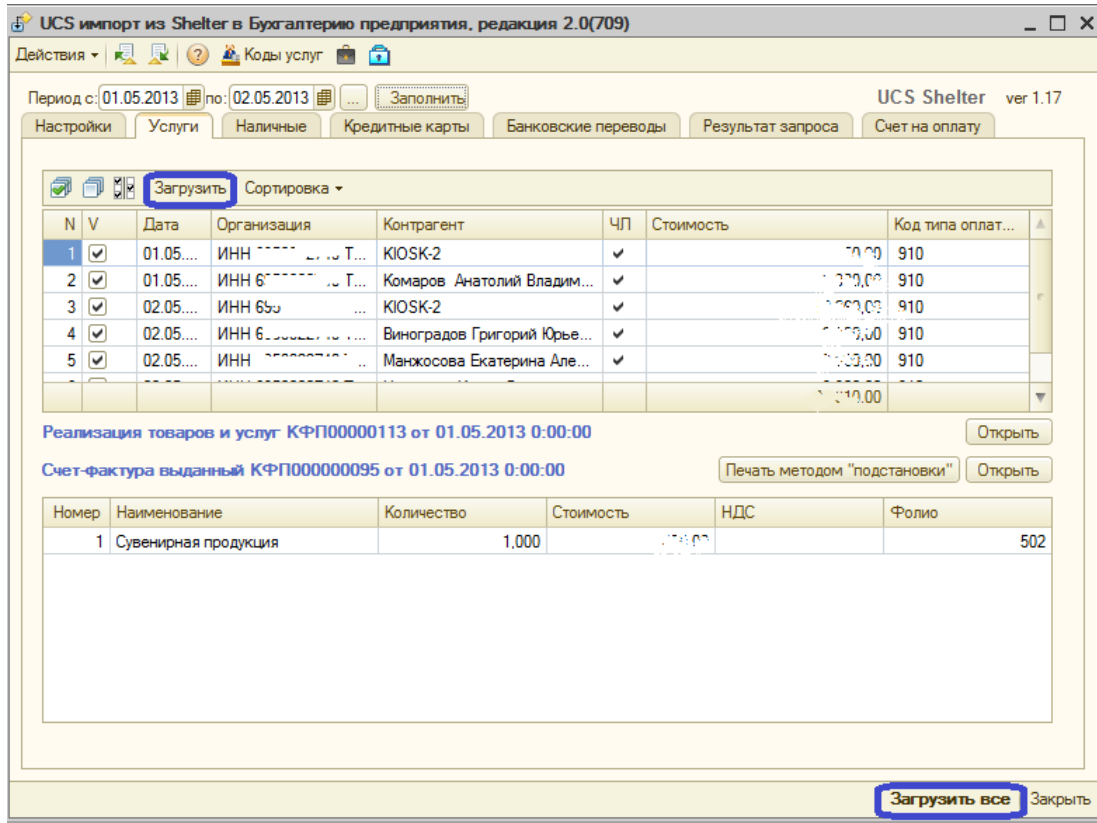 UCS импорт из Shelter в Бухгалтерию предприятия, редакция 2.0(709)
Действия Коды услуг
Период с: 01.05.2013 по: 02.05.2013 ... Заполнить UCS Shelter ver 1.17
Настройки Услуги Наличные Кредитные карты Банковские переводы Результат запроса Счет на оплату
Загрузить Сортировка
N V Дата Организация Контрагент ЧЛ Стоимость Код типа оплат...
1 01.05.... ИНН Т... KIOSK-2 910
2 01.05.... ИНН Т... Комаров Анатолий Владим... 910
3 02.05.... ИНН ... KIOSK-2 910
4 02.05.... ИНН Виноградов Григорий Юрье... 910
5 02.05.... ИНН Манжосова Екатерина Але... 910
Реализация товаров и услуг КФП00000113 от 01.05.2013 0:00:00 Открыть
Счет-фактура выданный КФП000000095 от 01.05.2013 0:00:00 Печать методом "подстановки" Открыть
Номер Наименование Количество Стоимость НДС Фолио
1 Сувенирная продукция 1,000 502
Загрузить все Закрыть